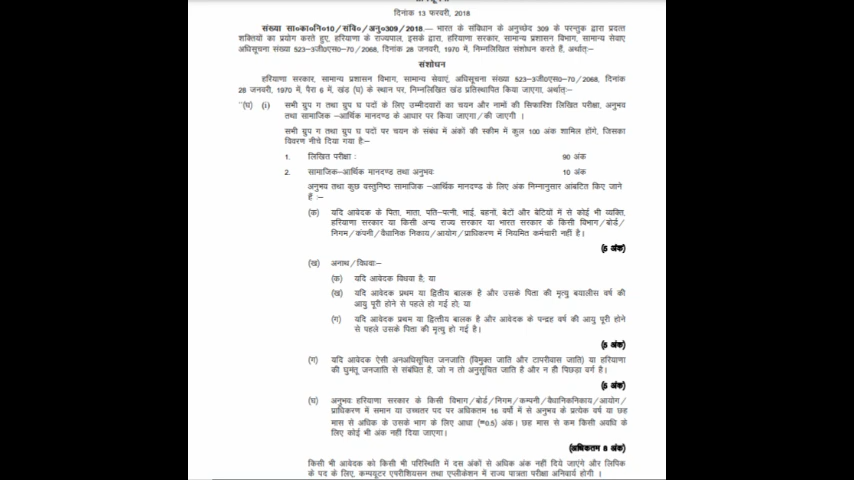 दिनांक 13 फरवरी, 2018
संख्या सा०का०नि०10/संवि०/अनु०309/2018.— भारत के संविधान के अनुच्छेद 309 के परन्तुक द्वारा प्रदत्त
शक्तियों का प्रयोग करते हुए, हरियाणा के राज्यपाल, इसके द्वारा, हरियाणा सरकार, सामान्य प्रशासन विभाग, सामान्य सेवाएं
अधिसूचना संख्या 523-3जी0एस0-70/2068, दिनांक 28 जनवरी, 1970 में, निम्नलिखित संशोधन करते हैं, अर्थात्:-
संशोधन
हरियाणा सरकार, सामान्य प्रशासन विभाग, सामान्य सेवाएं, अधिसूचना संख्या 523-3जी0एस0-70/2068, दिनांक
28 जनवरी, 1970 में, पैरा 6 में, खंड (घ) के स्थान पर, निम्नलिखित खंड प्रतिस्थापित किया जाएगा, अर्थात्:-
"(घ) (i) सभी ग्रुप ग तथा ग्रुप घ पदों के लिए उम्मीदवारों का चयन और नामों की सिफारिश लिखित परीक्षा, अनुभव
तथा सामाजिक -आर्थिक मानदण्ड के आधार पर किया जाएगा/की जाएगी ।
सभी ग्रुप ग तथा ग्रुप घ पदों पर चयन के संबंध में अंकों की स्कीम में कुल 100 अंक शामिल होंगे, जिसका
विवरण नीचे दिया गया है:-
1. लिखित परीक्षा : 90 अंक
2. सामाजिक-आर्थिक मानदण्ड तथा अनुभवः 10 अंक
अनुभव तथा कुछ वस्तुनिष्ठ सामाजिक -आर्थिक मानदण्ड के लिए अंक निम्नानुसार आंबटित किए जाने
हैं :-
(क) यदि आवेदक के पिता, माता, पति-पत्नी, भाई, बहनों, बेटों और बेटियों में से कोई भी व्यक्ति,
हरियाणा सरकार या किसी अन्य राज्य सरकार या भारत सरकार के किसी विभाग/बोर्ड/
निगम/कंपनी/वैधानिक निकाय/आयोग/प्राधिकरण में नियमित कर्मचारी नहीं है।
(5 अंक)
(ख) अनाथ/विधवाः-
(क) यदि आवेदक विधवा है; या
(ख) यदि आवेदक प्रथम या द्वितीय बालक है और उसके पिता की मृत्यु बयालीस वर्ष की
आयु पूरी होने से पहले हो गई हो; या
(ग) यदि आवेदक प्रथम या द्वितीय बालक है और आवेदक के पन्द्रह वर्ष की आयु पूरी होने
से पहले उसके पिता की मृत्यु हो गई है।
(5 अंक)
(ग) यदि आवेदक ऐसी अनअधिसूचित जनजाति (विमुक्त जाति और टापरीवास जाति) या हरियाणा
की घुमंतू जनजाति से संबंधित है, जो न तो अनुसूचित जाति है और न ही पिछड़ा वर्ग है।
(5 अंक)
(घ) अनुभवः हरियाणा सरकार के किसी विभाग/बोर्ड/निगम/कम्पनी/वैधानिकनिकाय/आयोग/
प्राधिकरण में समान या उच्चतर पद पर अधिकतम 16 वर्षों में से अनुभव के प्रत्येक वर्ष या छह
मास से अधिक के उसके भाग के लिए आधा (=0.5) अंक। छह मास से कम किसी अवधि के
लिए कोई भी अंक नहीं दिया जाएगा।
(अधिकतम 8 अंक)
किसी भी आवेदक को किसी भी परिस्थिति में दस अंकों से अधिक अंक नहीं दिये जाएंगे और लिपिक
के पद के लिए, कम्प्यूटर एपरीशिएसन तथा एप्लीकेशन में राज्य पात्रता परीक्षा अनिवार्य होगी ।